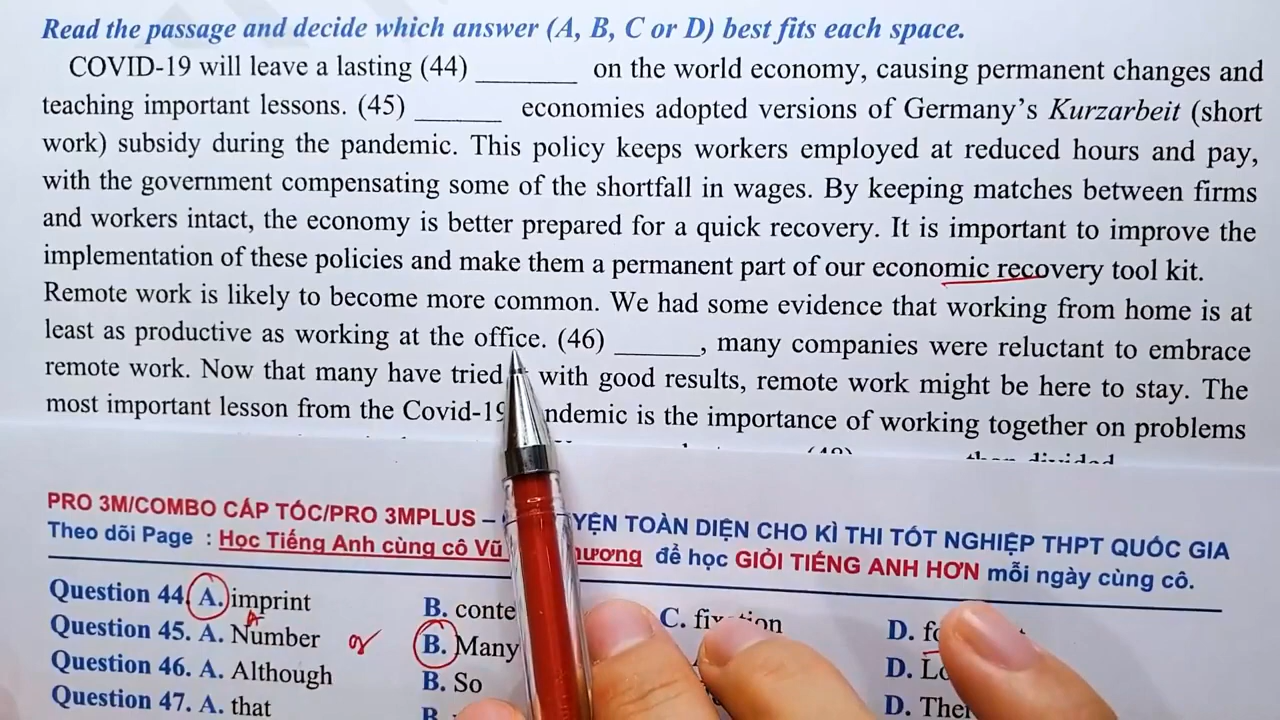 Read the passage and decide which answer (A, B, C or D) best fits each space.
COVID-19 will leave a lasting (44) _______ on the world economy, causing permanent changes and
teaching important lessons. (45) ______ economies adopted versions of Germany's Kurzarbeit (short
work) subsidy during the pandemic. This policy keeps workers employed at reduced hours and pay,
with the government compensating some of the shortfall in wages. By keeping matches between firms
and workers intact, the economy is better prepared for a quick recovery. It is important to improve the
implementation of these policies and make them a permanent part of our economic recovery tool kit.
Remote work is likely to become more common. We had some evidence that working from home is at
least as productive as working at the office. (46) ______, many companies were reluctant to embrace
remote work. Now that many have tried with good results, remote work might be here to stay. The
most important lesson from the Covid-19 is the importance of working together on problems
PRO 3M/COMBO CẤP TỐC/PRO 3MPLUS – TOÀN DIỆN CHO KÌ THI TỐT NGHIỆP THPT QUỐC GIA
Theo dõi Page : Học Tiếng Anh cùng cô Vũ để học GIỎI TIẾNG ANH HƠN mỗi ngày cùng cô.
Question 44. A. imprint B. C. D.
Question 45. A. Number B. Many D.
Question 46. A. Although B. So D.
Question 47. A. that